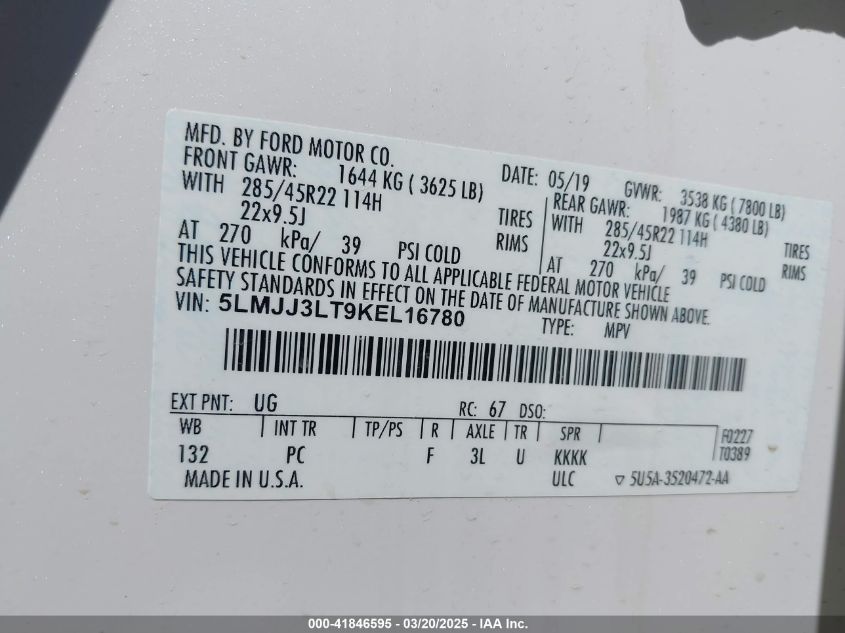 MFD. BY FORD MOTOR CO.
DATE: 05/19 GVWR: 3538 KG ( 7800 LB)
FRONT GAWR: 1644 KG ( 3625 LB) REAR GAWR: 1987 KG ( 4380 LB)
WITH 285/45R22 114H TIRES WITH 285/45R22 114H TIRES
22x9.5J RIMS 22x9.5J RIMS
AT 270 kPa/ 39 PSI COLD AT 270 kPa/ 39 PSI COLD
THIS VEHICLE CONFORMS TO ALL APPLICABLE FEDERAL MOTOR VEHICLE
SAFETY STANDARDS IN EFFECT ON THE DATE OF MANUFACTURE SHOWN ABOVE.
VIN: 5LMJJ3LT9KEL16780
TYPE: MPV
EXT PNT: UG RC: 67 DSO:
WB INT TR TP/PS R AXLE TR SPR F0227
132 PC F 3L U KKKK T0389
MADE IN U.S.A. ULC ▽ 5U5A-3520472-AA
000-41846595 - 03/20/2025 - IAA Inc.